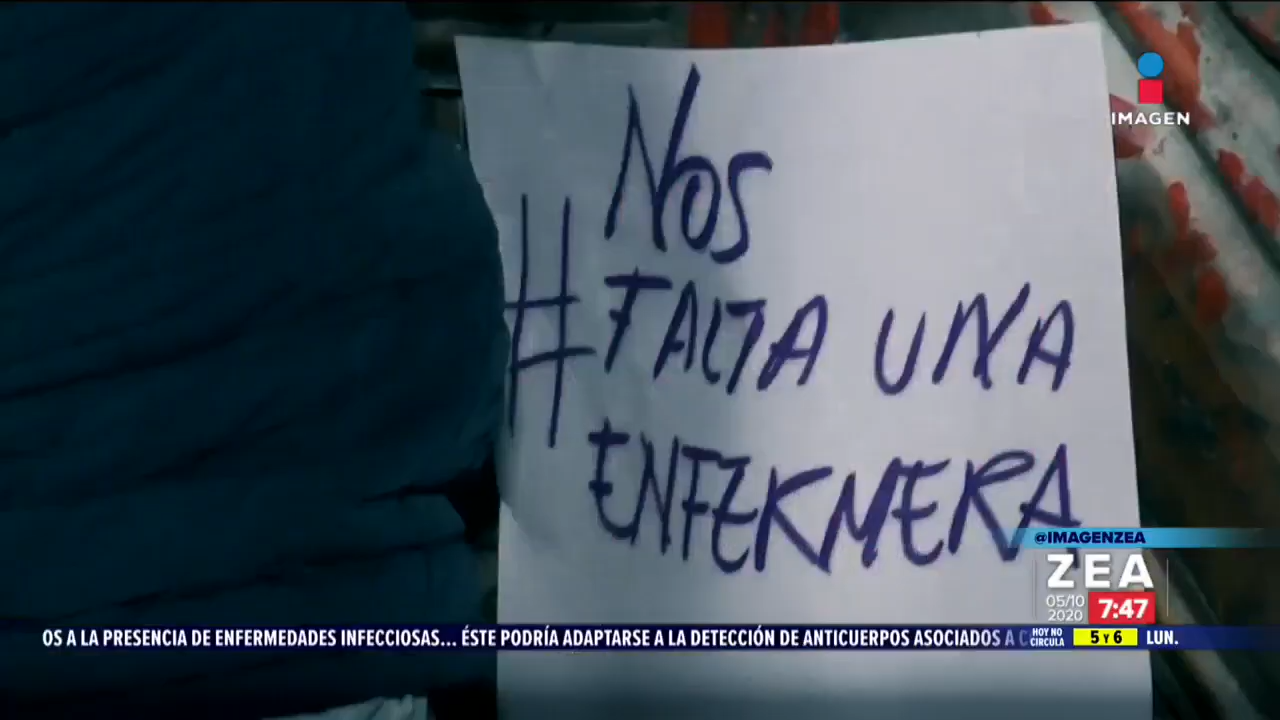 IMAGEN
NOS
# FALTA UNA
ENFERMERA
@IMAGENZEA
ZEA
05/10
2020
7:47
OS A LA PRESENCIA DE ENFERMEDADES INFECCIOSAS... ÉSTE PODRÍA ADAPTARSE A LA DETECCIÓN DE ANTICUERPOS ASOCIADOS A C
HOY NO
CIRCULA
5 Y 6
LUN.